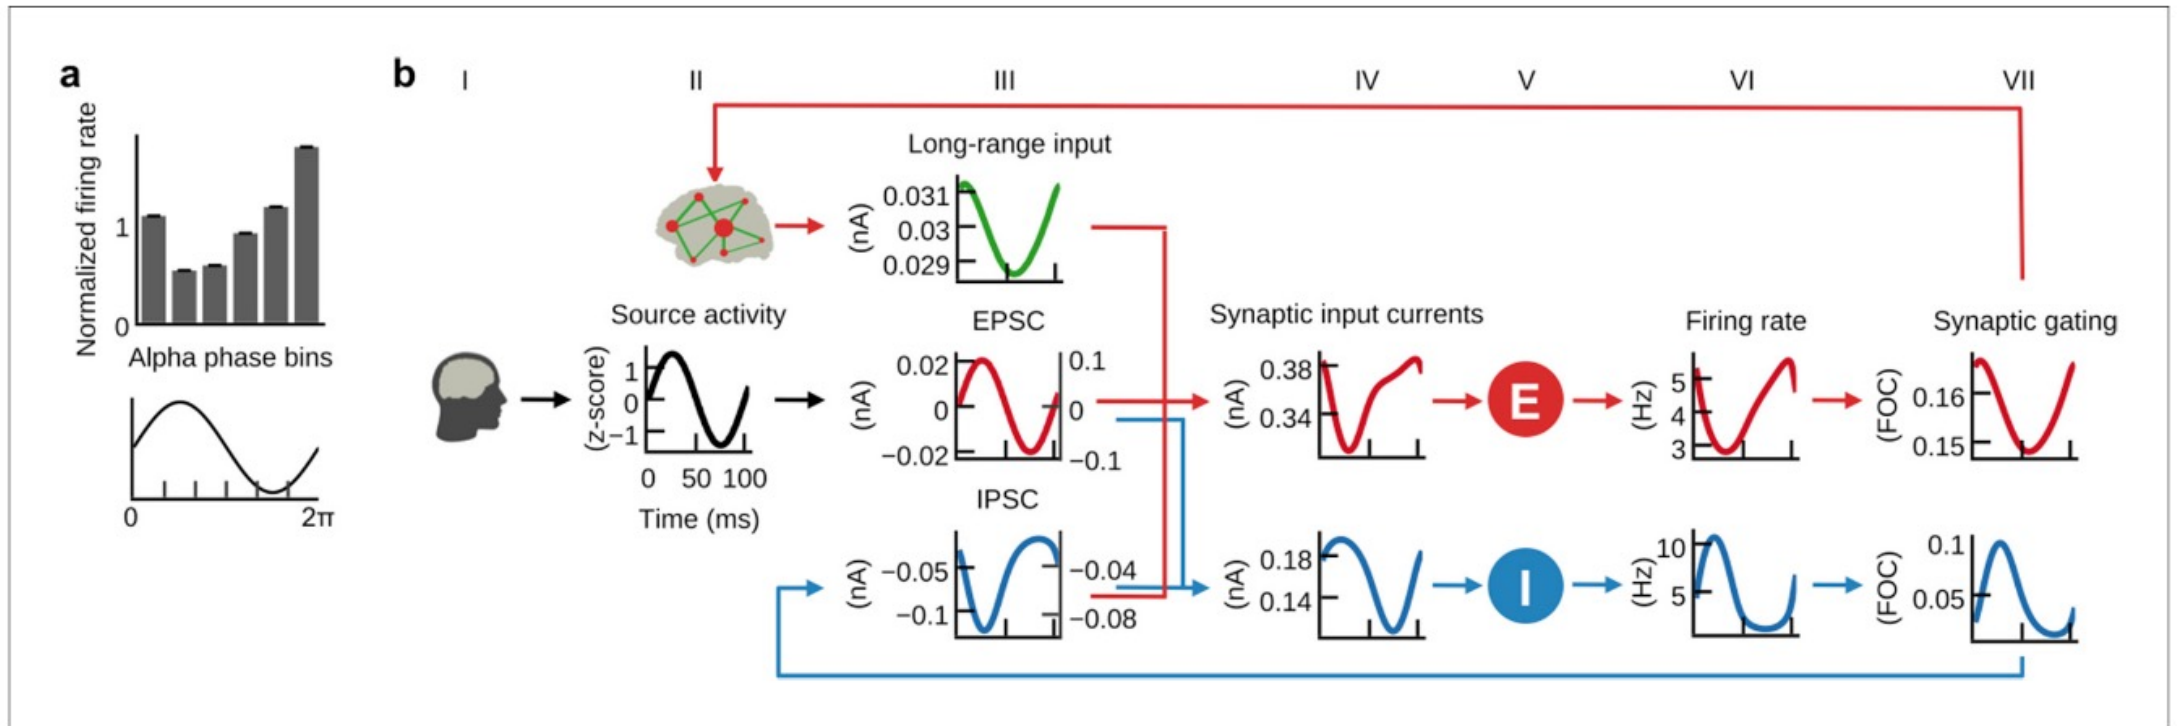 a
Normalized firing rate
1
0
Alpha phase bins
0
2π
b
I
II
III
IV
V
VI
VII
Long-range input
(nA)
0.031
0.03
0.029
Source activity
(z-score)
1
0
−1
0
50
100
Time (ms)
EPSC
(nA)
0.02
0
−0.02
0.1
0
−0.1
IPSC
(nA)
−0.05
−0.1
−0.04
−0.08
Synaptic input currents
(nA)
0.38
0.34
(nA)
0.18
0.14
E
I
Firing rate
(Hz)
5
4
3
(Hz)
10
5
Synaptic gating
(FOC)
0.16
0.15
(FOC)
0.1
0.05